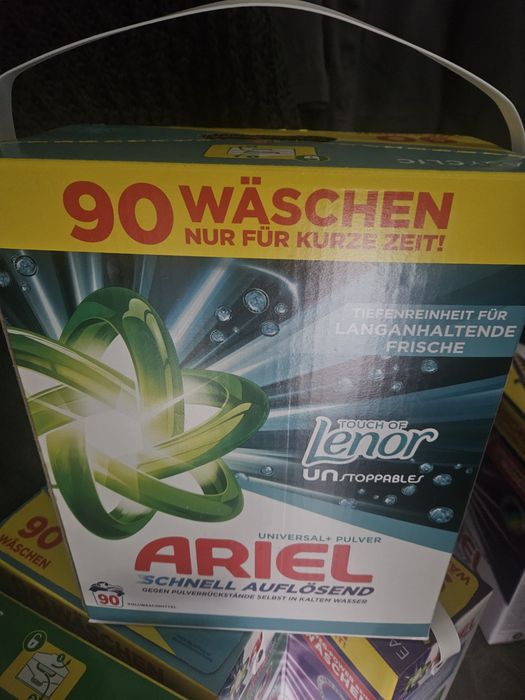 90 WÄSCHEN
NUR FÜR KURZE ZEIT!
TIEFENREINHEIT FÜR
LANGANHALTENDE
FRISCHE
TOUCH OF
Lenor
UNSTOPPABLES
UNIVERSAL+ PULVER
ARIEL
SCHNELL AUFLÖSEND
GEGEN PULVERRÜCKSTÄNDE SELBST IN KALTEM WASSER
90
VOLLWASCHMITTEL
90
WÄSCHEN